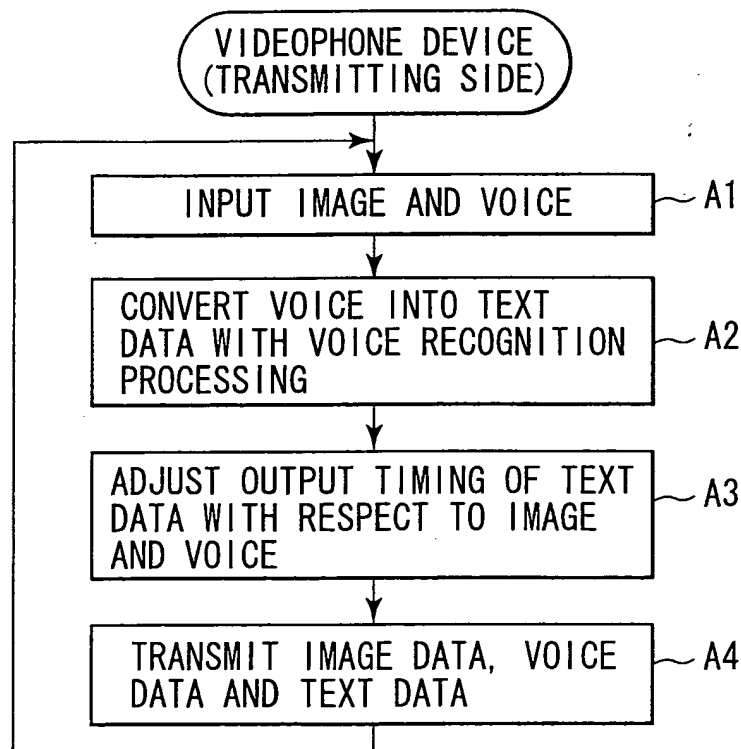 VIDEOPHONE DEVICE
(TRANSMITTING SIDE)
INPUT IMAGE AND VOICE
A1
CONVERT VOICE INTO TEXT
DATA WITH VOICE RECOGNITION
PROCESSING
A2
ADJUST OUTPUT TIMING OF TEXT
DATA WITH RESPECT TO IMAGE
AND VOICE
A3
TRANSMIT IMAGE DATA, VOICE
DATA AND TEXT DATA
A4